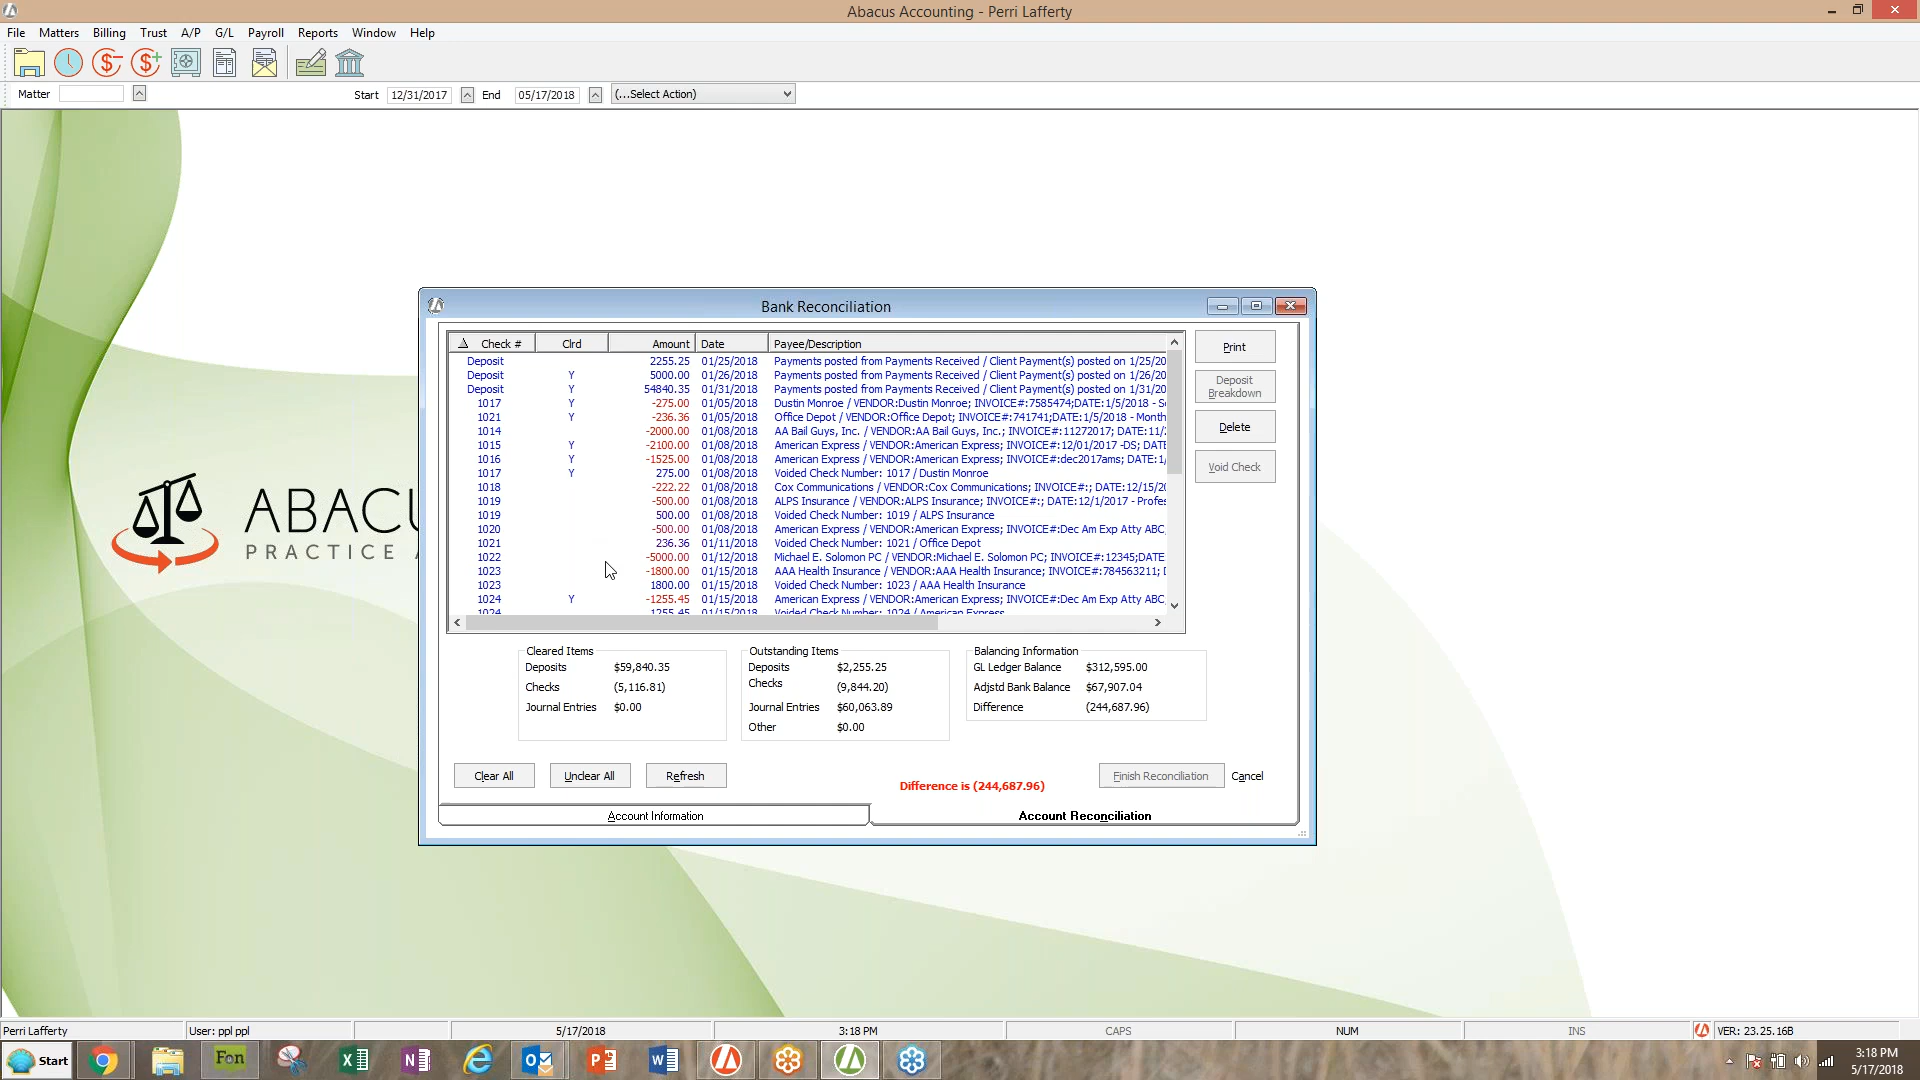 Abacus Accounting - Perri Lafferty
File Matters Billing Trust A/P G/L Payroll Reports Window Help
Matter Start 12/31/2017 End 05/17/2018 (...Select Action)
ABACU
PRACTICE A
Bank Reconciliation
Check # Clrd Amount Date Payee/Description
Deposit 2255.25 01/25/2018 Payments posted from Payments Received / Client Payment(s) posted on 1/25/20
Deposit Y 5000.00 01/26/2018 Payments posted from Payments Received / Client Payment(s) posted on 1/26/20
Deposit Y 54840.35 01/31/2018 Payments posted from Payments Received / Client Payment(s) posted on 1/31/20
1017 Y -275.00 01/05/2018 Dustin Monroe / VENDOR:Dustin Monroe; INVOICE#:7585474;DATE:1/5/2018 - S
1021 Y -236.36 01/05/2018 Office Depot / VENDOR:Office Depot; INVOICE#:741741;DATE:1/5/2018 - Month
1014 -2000.00 01/08/2018 AA Bail Guys, Inc. / VENDOR:AA Bail Guys, Inc.; INVOICE#:11272017; DATE:11/
1015 Y -2100.00 01/08/2018 American Express / VENDOR:American Express; INVOICE#:12/01/2017 -DS; DATE
1016 Y -1525.00 01/08/2018 American Express / VENDOR:American Express; INVOICE#:dec2017ams; DATE:1/
1017 Y 275.00 01/08/2018 Voided Check Number: 1017 / Dustin Monroe
1018 -222.22 01/08/2018 Cox Communications / VENDOR:Cox Communications; INVOICE#:; DATE:12/15/20
1019 -500.00 01/08/2018 ALPS Insurance / VENDOR:ALPS Insurance; INVOICE#:; DATE:12/1/2017 - Profes
1019 500.00 01/08/2018 Voided Check Number: 1019 / ALPS Insurance
1020 -500.00 01/08/2018 American Express / VENDOR:American Express; INVOICE#:Dec Am Exp Atty ABC
1021 236.36 01/11/2018 Voided Check Number: 1021 / Office Depot
1022 -5000.00 01/12/2018 Michael E. Solomon PC / VENDOR:Michael E. Solomon PC; INVOICE#:12345;DATE
1023 -1800.00 01/15/2018 AAA Health Insurance / VENDOR:AAA Health Insurance; INVOICE#:784563211;
1023 1800.00 01/15/2018 Voided Check Number: 1023 / AAA Health Insurance
1024 Y -1255.45 01/15/2018 American Express / VENDOR:American Express; INVOICE#:Dec Am Exp Atty ABC
1024 1255.45 01/15/2018 Voided Check Number: 1024 / American Express
Print
Deposit
Breakdown
Delete
Void Check
Cleared Items
Deposits $59,840.35
Checks (5,116.81)
Journal Entries $0.00
Outstanding Items
Deposits $2,255.25
Checks (9,844.20)
Journal Entries $60,063.89
Other $0.00
Balancing Information
GL Ledger Balance $312,595.00
Adjstd Bank Balance $67,907.04
Difference (244,687.96)
Clear All Unclear All Refresh
Difference is (244,687.96)
Finish Reconciliation Cancel
Account Information Account Reconciliation
Perri Lafferty User: ppl ppl 5/17/2018 3:18 PM CAPS NUM INS VER: 23.25.16B
Start Fon
3:18 PM
5/17/2018